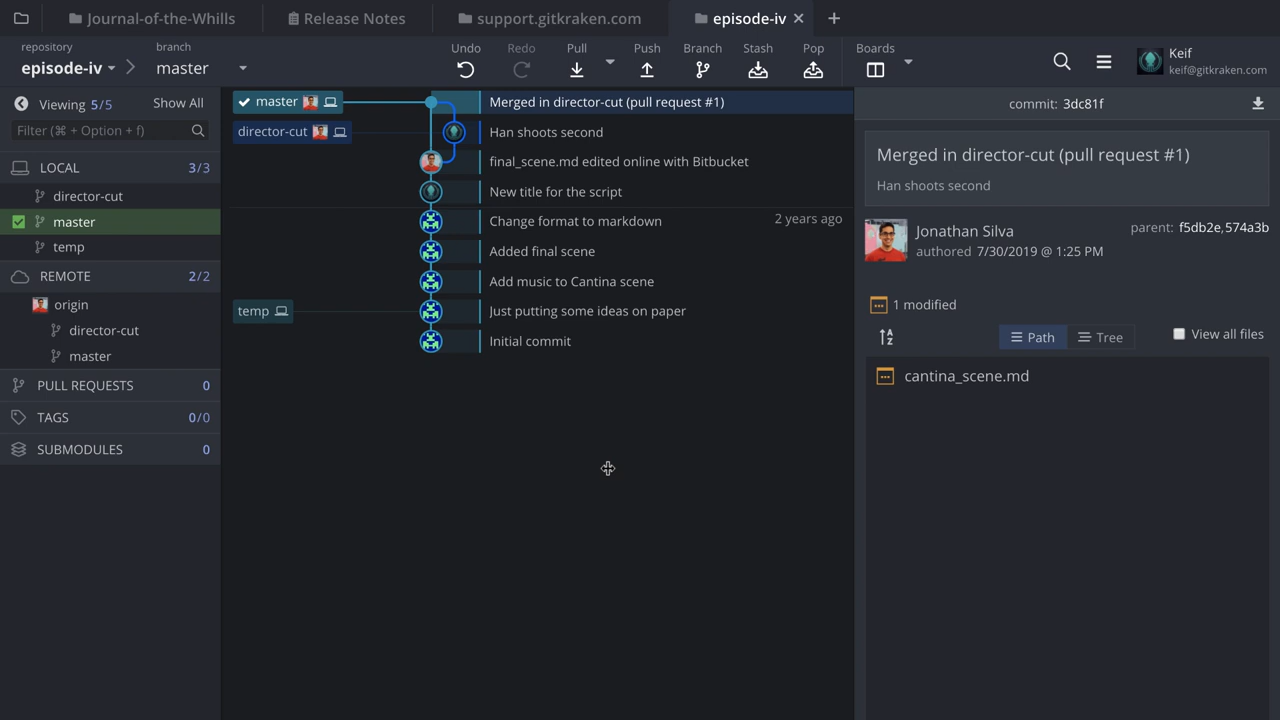 Journal-of-the-Whills
Release Notes
support.gitkraken.com
episode-iv
repository
episode-iv
branch
master
Undo
Redo
Pull
Push
Branch
Stash
Pop
Boards
Keif
keif@gitkraken.com
Viewing 5/5
Show All
Filter (⌘ + Option + f)
LOCAL 3/3
director-cut
master
temp
REMOTE 2/2
origin
director-cut
master
PULL REQUESTS 0
TAGS 0/0
SUBMODULES 0
master
Merged in director-cut (pull request #1)
director-cut
Han shoots second
final_scene.md edited online with Bitbucket
New title for the script
Change format to markdown
2 years ago
Added final scene
Add music to Cantina scene
temp
Just putting some ideas on paper
Initial commit
commit: 3dc81f
Merged in director-cut (pull request #1)
Han shoots second
Jonathan Silva
authored 7/30/2019 @ 1:25 PM
parent: f5db2e,574a3b
1 modified
A
Z
Path
Tree
View all files
cantina_scene.md